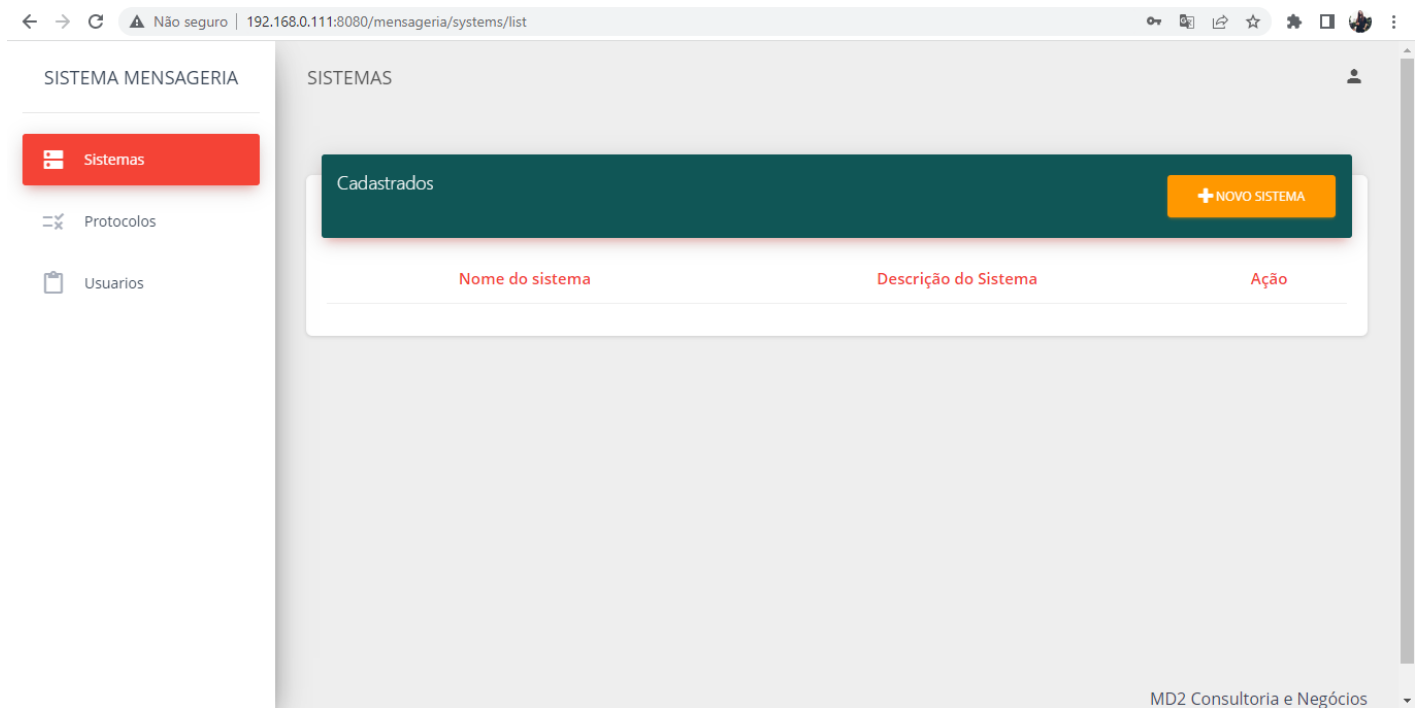 Não seguro | 192.168.0.111:8080/mensageria/systems/list
SISTEMA MENSAGERIA
SISTEMAS
Sistemas
Protocolos
Usuarios
Cadastrados
NOVO SISTEMA
Nome do sistema Descrição do Sistema Ação
MD2 Consultoria e Negócios